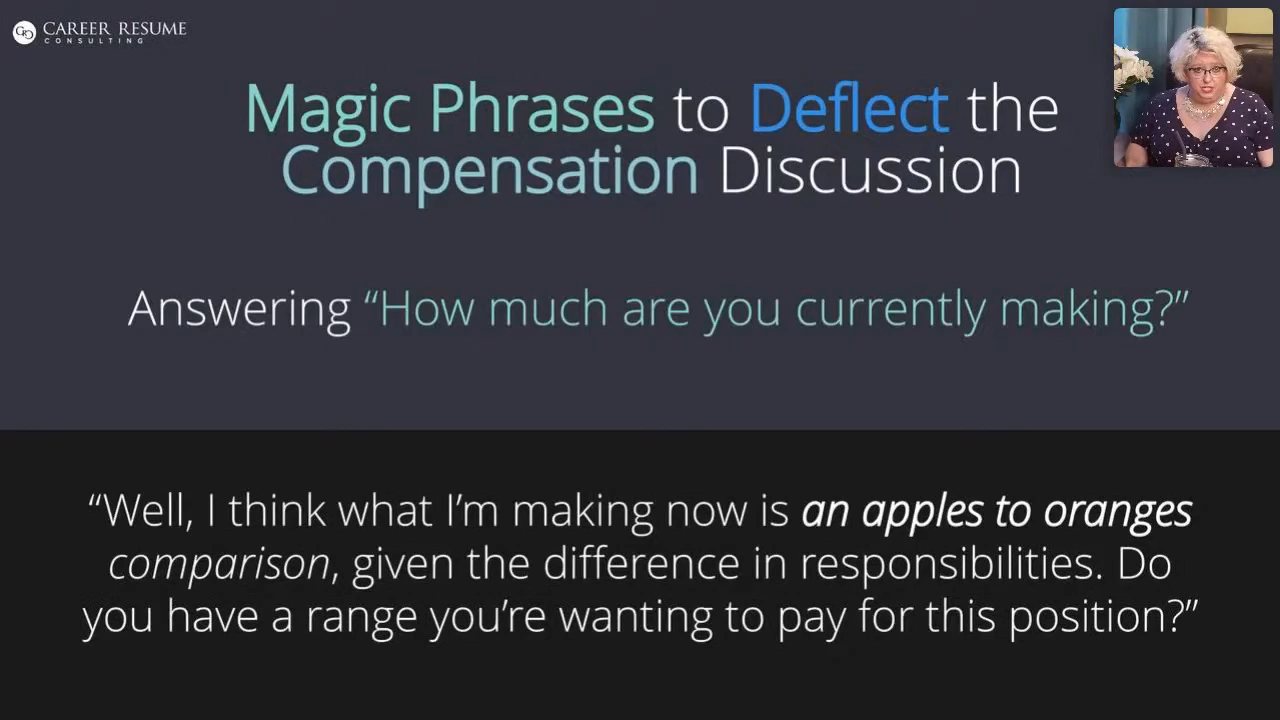 CAREER RESUME
CONSULTING
Magic Phrases to Deflect the
Compensation Discussion
Answering “How much are you currently making?”
“Well, I think what I’m making now is an apples to oranges
comparison, given the difference in responsibilities. Do
you have a range you’re wanting to pay for this position?”